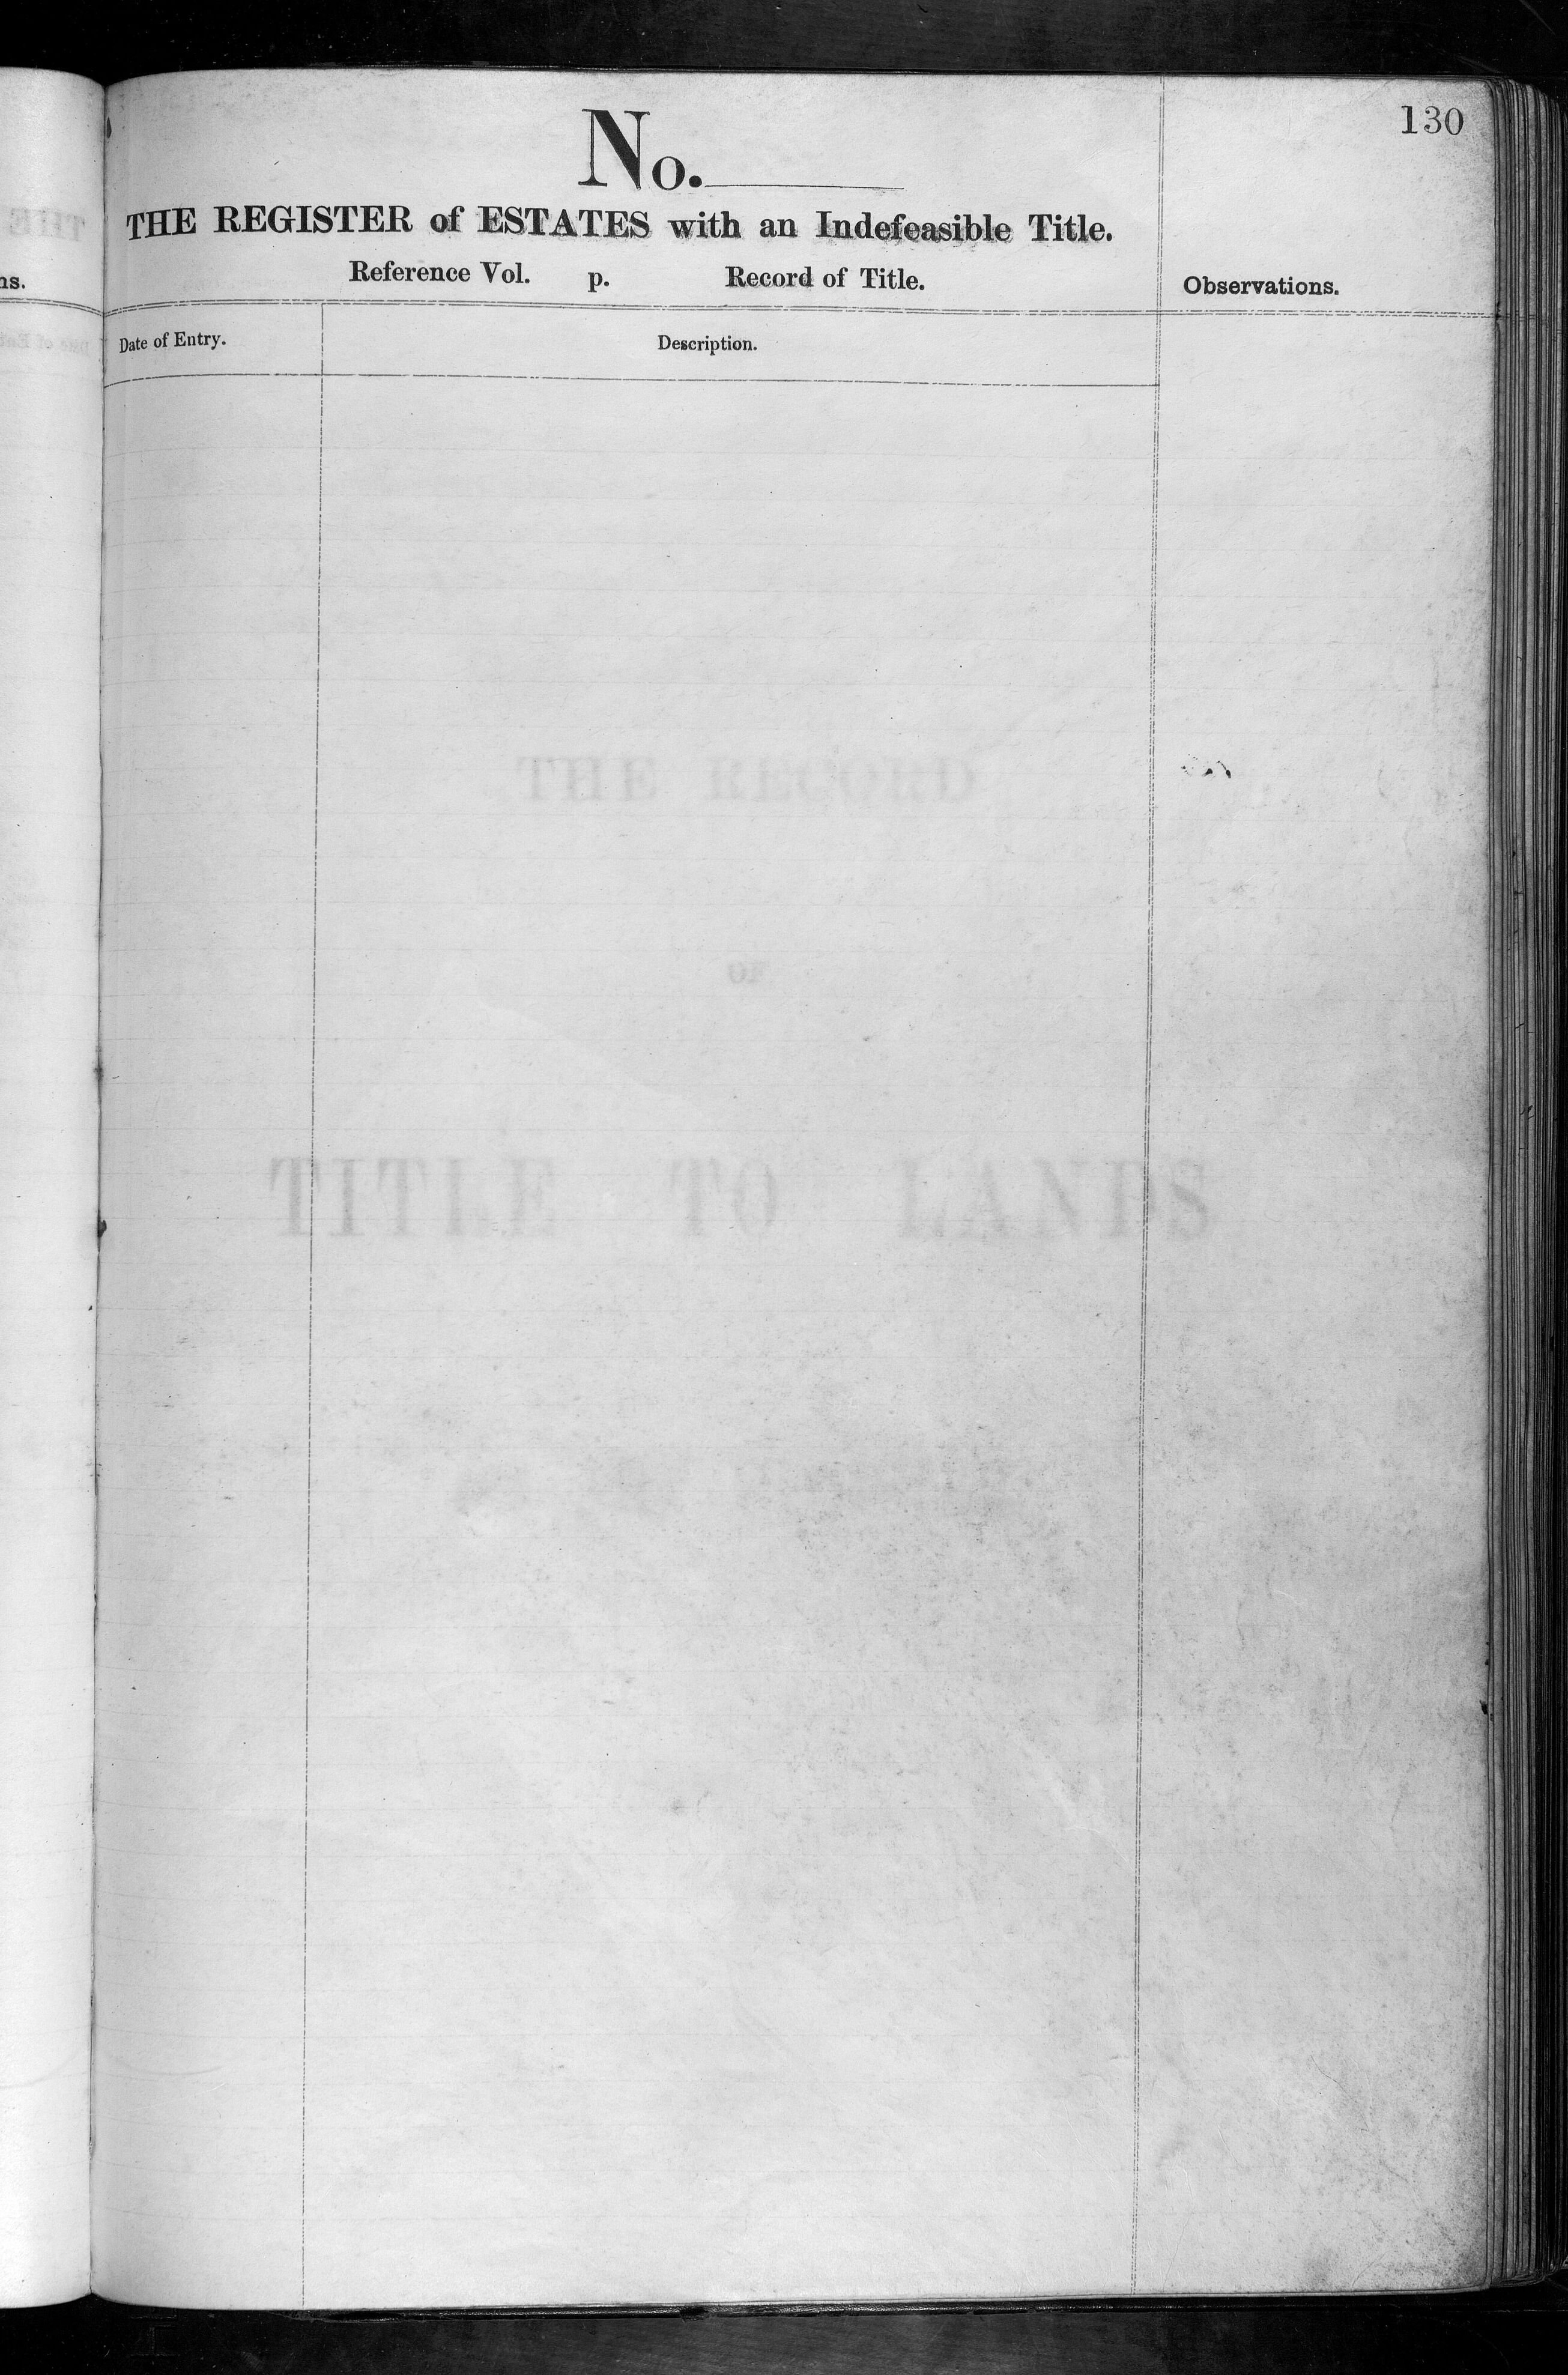 130
No.
THE REGISTER of ESTATES with an Indefeasible Title.
Reference Vol. p. Record of Title.
Observations.
Date of Entry.
Description.
THE RECORD
OF
TITLE TO LANDS